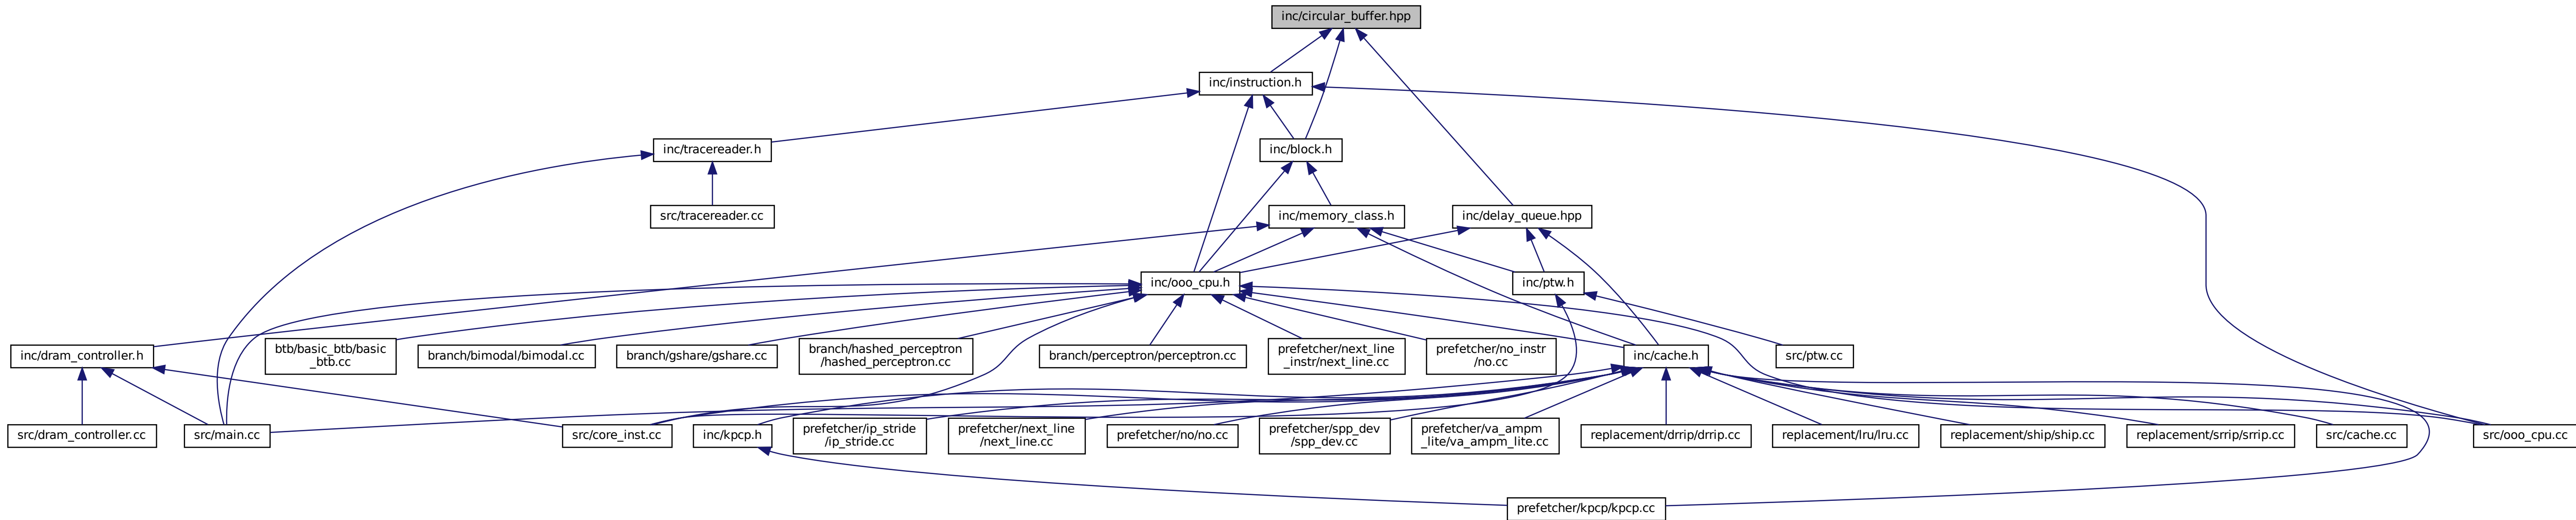 inc/circular_buffer.hpp
inc/instruction.h
inc/tracereader.h
inc/block.h
src/tracereader.cc
inc/memory_class.h
inc/delay_queue.hpp
inc/ooo_cpu.h
inc/ptw.h
inc/dram_controller.h
btb/basic_btb/basic
_btb.cc
branch/bimodal/bimodal.cc
branch/gshare/gshare.cc
branch/hashed_perceptron
/hashed_perceptron.cc
branch/perceptron/perceptron.cc
prefetcher/next_line
_instr/next_line.cc
prefetcher/no_instr
/no.cc
inc/cache.h
src/ptw.cc
src/dram_controller.cc
src/main.cc
src/core_inst.cc
inc/kpcp.h
prefetcher/ip_stride
/ip_stride.cc
prefetcher/next_line
/next_line.cc
prefetcher/no/no.cc
prefetcher/spp_dev
/spp_dev.cc
prefetcher/va_ampm
_lite/va_ampm_lite.cc
replacement/drrip/drrip.cc
replacement/lru/lru.cc
replacement/ship/ship.cc
replacement/srrip/srrip.cc
src/cache.cc
src/ooo_cpu.cc
prefetcher/kpcp/kpcp.cc